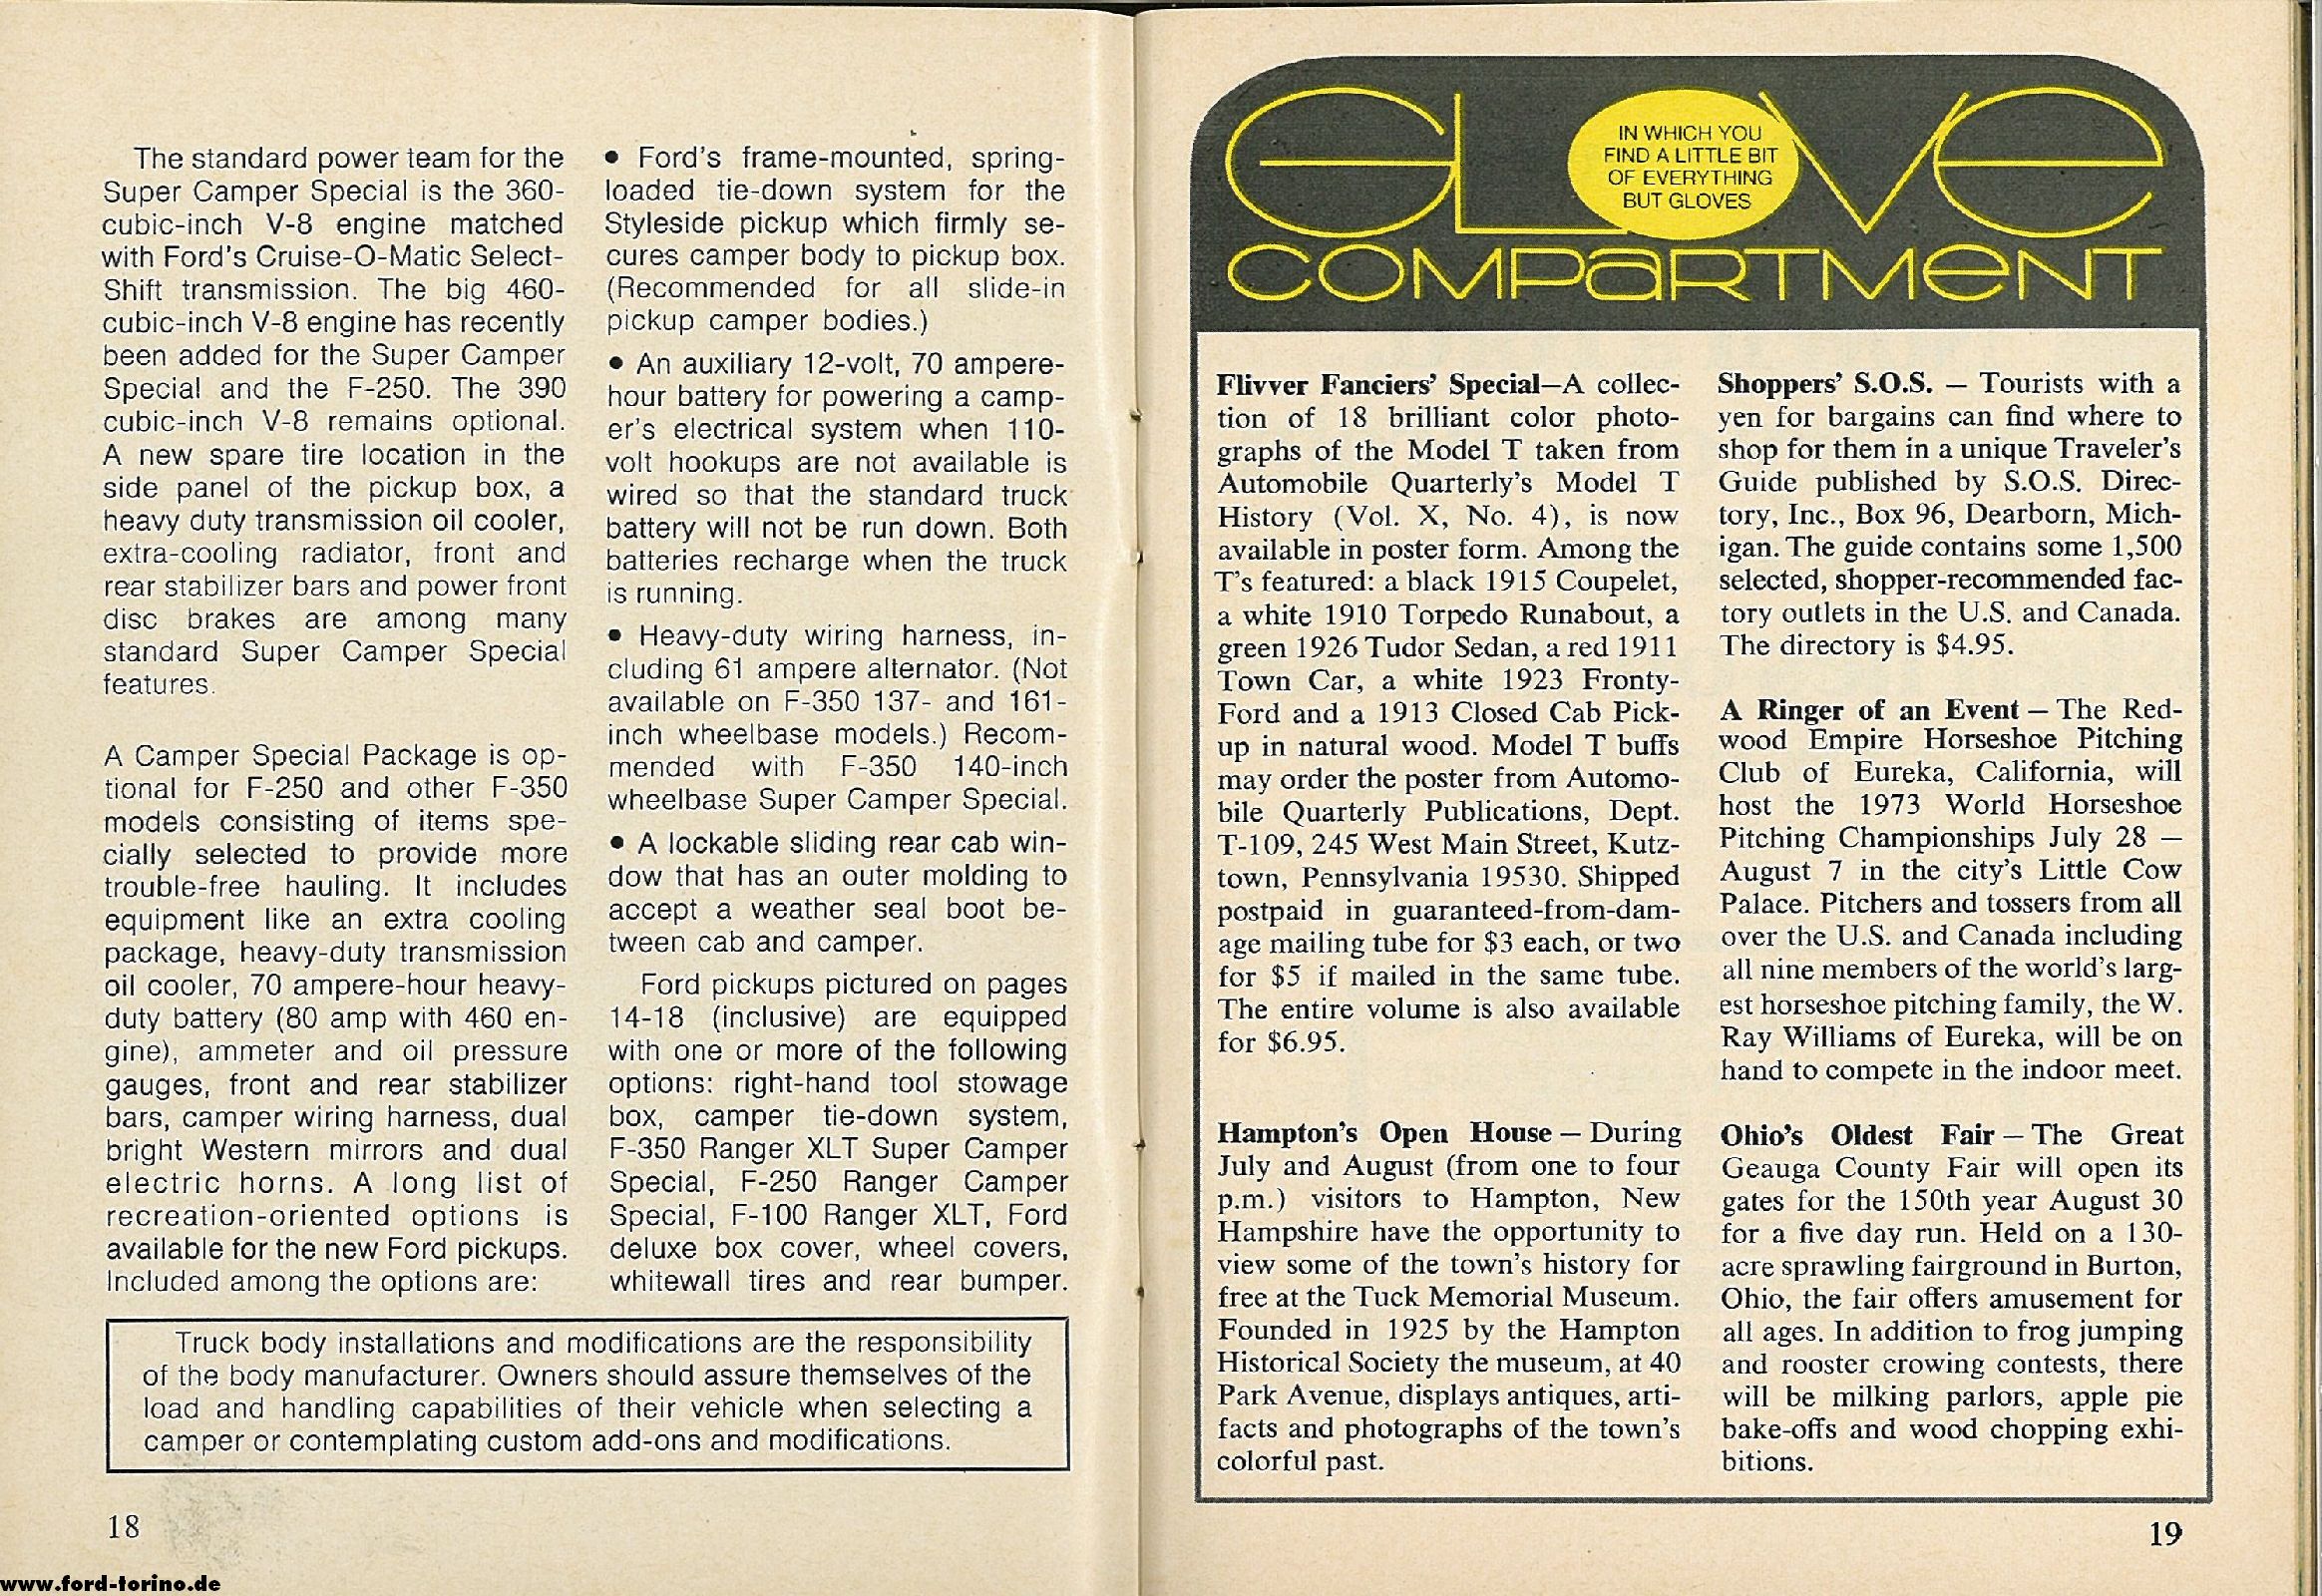 The standard power team for the
Super Camper Special is the 360-
cubic-inch V-8 engine matched
with Ford's Cruise-O-Matic Select-
Shift transmission. The big 460-
cubic-inch V-8 engine has recently
been added for the Super Camper
Special and the F-250. The 390
cubic-inch V-8 remains optional.
A new spare tire location in the
side panel of the pickup box, a
heavy duty transmission oil cooler,
extra-cooling radiator, front and
rear stabilizer bars and power front
disc brakes are among many
standard Super Camper Special
features.
A Camper Special Package is op-
tional for F-250 and other F-350
models consisting of items spe-
cially selected to provide more
trouble-free hauling. It includes
equipment like an extra cooling
package, heavy-duty transmission
oil cooler, 70 ampere-hour heavy-
duty battery (80 amp with 460 en-
gine), ammeter and oil pressure
gauges, front and rear stabilizer
bars, camper wiring harness, dual
bright Western mirrors and dual
electric horns. A long list of
recreation-oriented options is
available for the new Ford pickups.
Included among the options are:
• Ford's frame-mounted, spring-
loaded tie-down system for the
Styleside pickup which firmly se-
cures camper body to pickup box.
(Recommended for all slide-in
pickup camper bodies.)
• An auxiliary 12-volt, 70 ampere-
hour battery for powering a camp-
er's electrical system when 110-
volt hookups are not available is
wired so that the standard truck
battery will not be run down. Both
batteries recharge when the truck
is running.
• Heavy-duty wiring harness, in-
cluding 61 ampere alternator. (Not
available on F-350 137- and 161-
inch wheelbase models.) Recom-
mended with F-350 140-inch
wheelbase Super Camper Special.
• A lockable sliding rear cab win-
dow that has an outer molding to
accept a weather seal boot be-
tween cab and camper.
Ford pickups pictured on pages
14-18 (inclusive) are equipped
with one or more of the following
options: right-hand tool stowage
box, camper tie-down system,
F-350 Ranger XLT Super Camper
Special, F-250 Ranger Camper
Special, F-100 Ranger XLT, Ford
deluxe box cover, wheel covers,
whitewall tires and rear bumper.
Truck body installations and modifications are the responsibility
of the body manufacturer. Owners should assure themselves of the
load and handling capabilities of their vehicle when selecting a
camper or contemplating custom add-ons and modifications.
18
GLOVE
IN WHICH YOU
FIND A LITTLE BIT
OF EVERYTHING
BUT GLOVES
COMPARTMENT
Flivver Fanciers' Special—A collec-
tion of 18 brilliant color photo-
graphs of the Model T taken from
Automobile Quarterly's Model T
History (Vol. X, No. 4), is now
available in poster form. Among the
T's featured: a black 1915 Coupelet,
a white 1910 Torpedo Runabout, a
green 1926 Tudor Sedan, a red 1911
Town Car, a white 1923 Fronty-
Ford and a 1913 Closed Cab Pick-
up in natural wood. Model T buffs
may order the poster from Automo-
bile Quarterly Publications, Dept.
T-109, 245 West Main Street, Kutz-
town, Pennsylvania 19530. Shipped
postpaid in guaranteed-from-dam-
age mailing tube for $3 each, or two
for $5 if mailed in the same tube.
The entire volume is also available
for $6.95.
Hampton's Open House — During
July and August (from one to four
p.m.) visitors to Hampton, New
Hampshire have the opportunity to
view some of the town's history for
free at the Tuck Memorial Museum.
Founded in 1925 by the Hampton
Historical Society the museum, at 40
Park Avenue, displays antiques, arti-
facts and photographs of the town's
colorful past.
Shoppers' S.O.S. — Tourists with a
yen for bargains can find where to
shop for them in a unique Traveler's
Guide published by S.O.S. Direc-
tory, Inc., Box 96, Dearborn, Mich-
igan. The guide contains some 1,500
selected, shopper-recommended fac-
tory outlets in the U.S. and Canada.
The directory is $4.95.
A Ringer of an Event — The Red-
wood Empire Horseshoe Pitching
Club of Eureka, California, will
host the 1973 World Horseshoe
Pitching Championships July 28 —
August 7 in the city's Little Cow
Palace. Pitchers and tossers from all
over the U.S. and Canada including
all nine members of the world's larg-
est horseshoe pitching family, the W.
Ray Williams of Eureka, will be on
hand to compete in the indoor meet.
Ohio's Oldest Fair — The Great
Geauga County Fair will open its
gates for the 150th year August 30
for a five day run. Held on a 130-
acre sprawling fairground in Burton,
Ohio, the fair offers amusement for
all ages. In addition to frog jumping
and rooster crowing contests, there
will be milking parlors, apple pie
bake-offs and wood chopping exhi-
bitions.
19
www.ford-torino.de